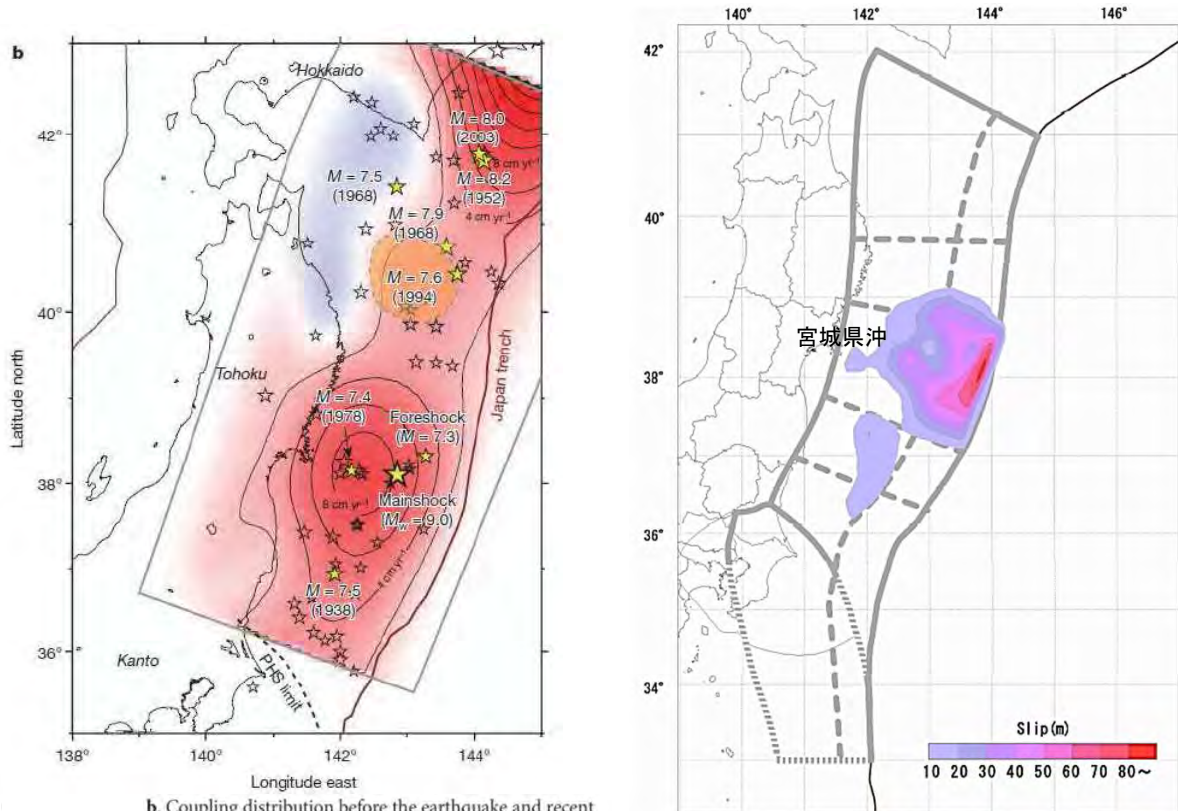 b
Hokkaido
42°
M = 8.0
(2003)
8 cm yr⁻¹
M = 7.5
(1968)
M = 8.2
(1952)
4 cm yr⁻¹
M = 7.9
(1968)
M = 7.6
(1994)
40°
Japan trench
Tohoku
M = 7.4
(1978)
Foreshock
(M = 7.3)
38°
8 cm yr⁻¹
Mainshock
(Mw = 9.0)
4 cm yr⁻¹
M = 7.5
(1938)
36°
Kanto
PHS limit
Latitude north
138° 140° 142° 144°
Longitude east
b, Coupling distribution before the earthquake and recent
140° 142° 144° 146°
42°
40°
宮城県沖
38°
36°
34°
Slip(m)
10 20 30 40 50 60 70 80～